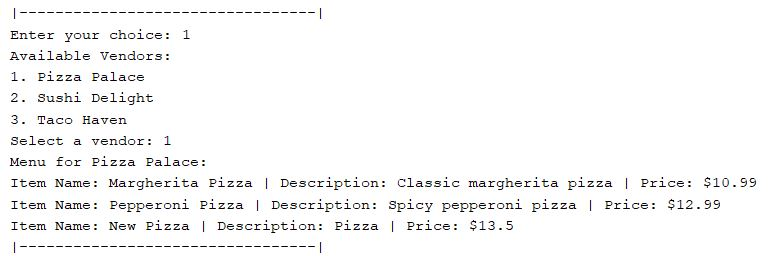 |---------------------------------|
Enter your choice: 1
Available Vendors:
1. Pizza Palace
2. Sushi Delight
3. Taco Haven
Select a vendor: 1
Menu for Pizza Palace:
Item Name: Margherita Pizza | Description: Classic margherita pizza | Price: $10.99
Item Name: Pepperoni Pizza | Description: Spicy pepperoni pizza | Price: $12.99
Item Name: New Pizza | Description: Pizza | Price: $13.5
|---------------------------------|